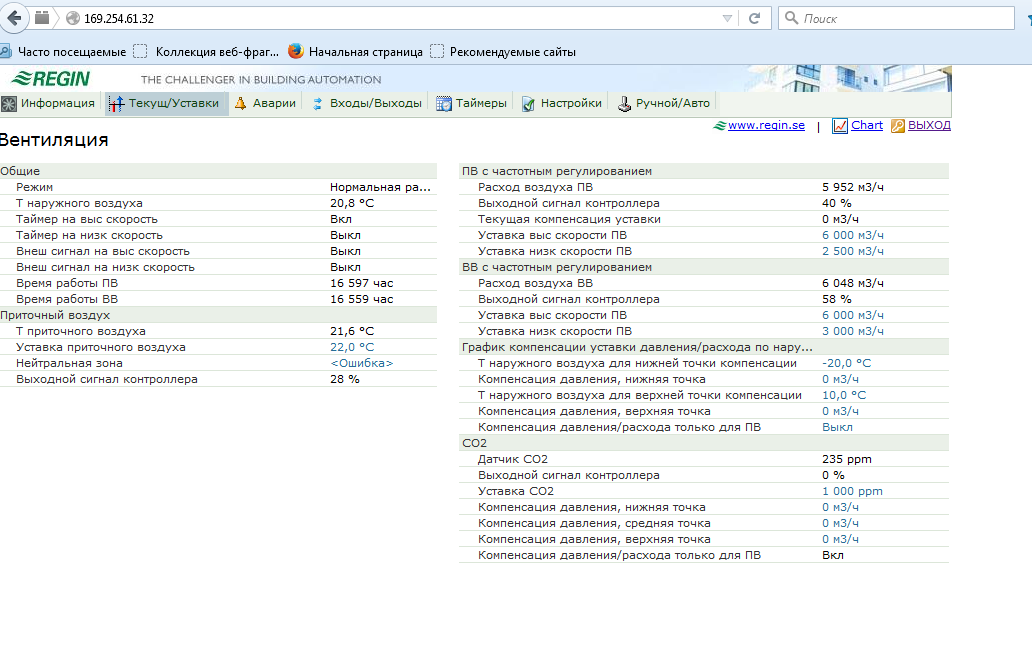 169.254.61.32
Поиск
Часто посещаемые
Коллекция веб-фраг...
Начальная страница
Рекомендуемые сайты
REGIN
THE CHALLENGER IN BUILDING AUTOMATION
Информация
Текущ/Уставки
Аварии
Входы/Выходы
Таймеры
Настройки
Ручной/Авто
www.regin.se | Chart ВЫХОД
Вентиляция
Общие
Режим Нормальная ра...
Т наружного воздуха 20,8 °C
Таймер на выс скорость Вкл
Таймер на низк скорость Выкл
Внеш сигнал на выс скорость Выкл
Внеш сигнал на низк скорость Выкл
Время работы ПВ 16 597 час
Время работы ВВ 16 559 час
Приточный воздух
Т приточного воздуха 21,6 °C
Уставка приточного воздуха 22,0 °C
Нейтральная зона <Ошибка>
Выходной сигнал контроллера 28 %
ПВ с частотным регулированием
Расход воздуха ПВ 5 952 м3/ч
Выходной сигнал контроллера 40 %
Текущая компенсация уставки 0 м3/ч
Уставка выс скорости ПВ 6 000 м3/ч
Уставка низк скорости ПВ 2 500 м3/ч
ВВ с частотным регулированием
Расход воздуха ВВ 6 048 м3/ч
Выходной сигнал контроллера 58 %
Уставка выс скорости ПВ 6 000 м3/ч
Уставка низк скорости ПВ 3 000 м3/ч
График компенсации уставки давления/расхода по нару...
Т наружного воздуха для нижней точки компенсации -20,0 °C
Компенсация давления, нижняя точка 0 м3/ч
Т наружного воздуха для верхней точки компенсации 10,0 °C
Компенсация давления, верхняя точка 0 м3/ч
Компенсация давления/расхода только для ПВ Выкл
CO2
Датчик CO2 235 ppm
Выходной сигнал контроллера 0 %
Уставка CO2 1 000 ppm
Компенсация давления, нижняя точка 0 м3/ч
Компенсация давления, средняя точка 0 м3/ч
Компенсация давления, верхняя точка 0 м3/ч
Компенсация давления/расхода только для ПВ Вкл